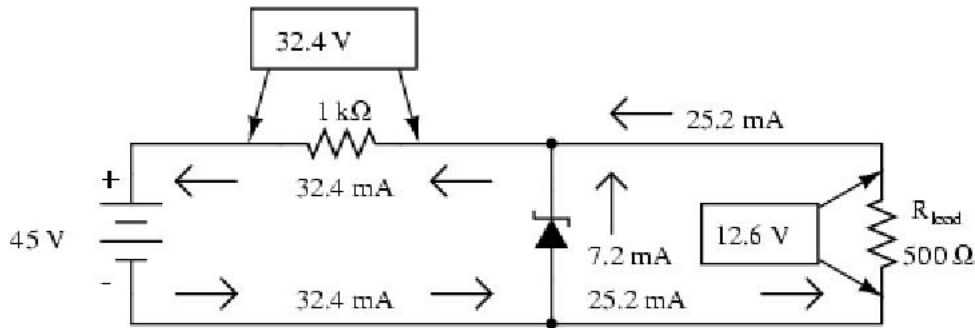 32.4 V
1 kΩ
25.2 mA
+
32.4 mA
45 V
12.6 V
R load
7.2 mA
500 Ω
-
32.4 mA
25.2 mA